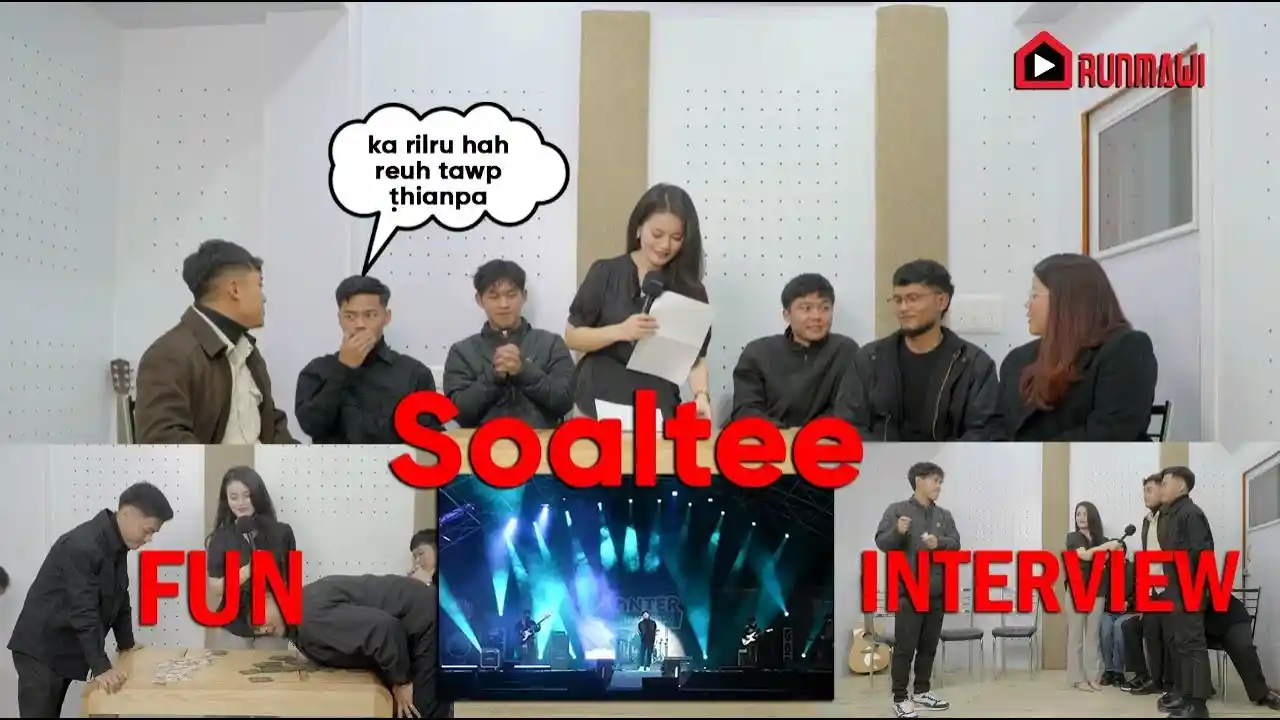 RUNMAWI
ka rilru hah
reuh tawp
ṭhianpa
Soaltee
FUN
INTERVIEW